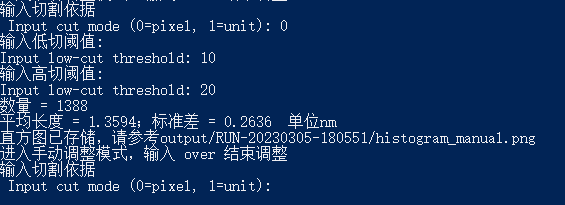 输入切割依据
Input cut mode (0=pixel, 1=unit): 0
输入低切阈值:
Input low-cut threshold: 10
输入高切阈值:
Input low-cut threshold: 20
数量 = 1388
平均长度 = 1.3594；标准差 = 0.2636  单位nm
直方图已存储，请参考output/RUN-20230305-180551/histogram_manual.png
进入手动调整模式，输入 over 结束调整
输入切割依据
Input cut mode (0=pixel, 1=unit):